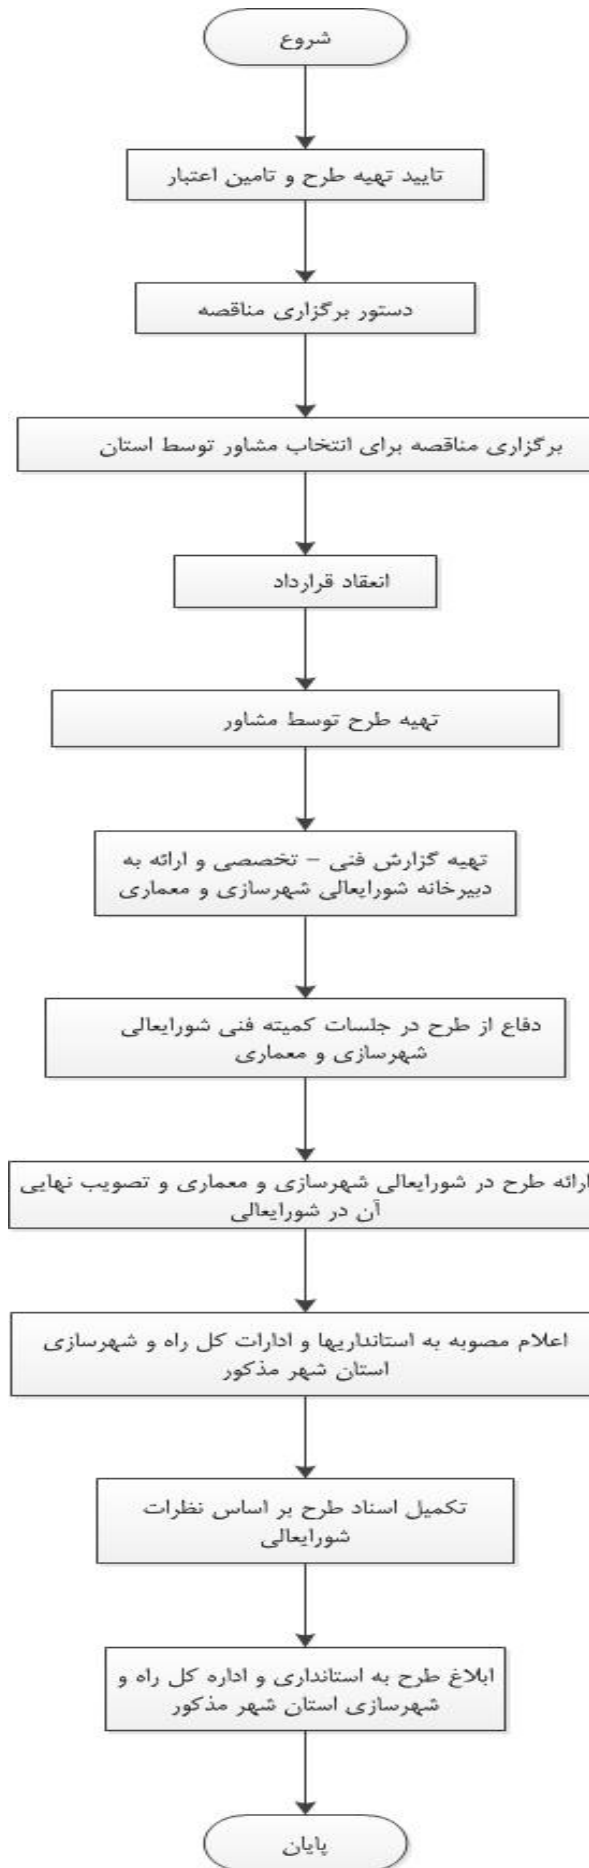 شروع
تایید تهیه طرح و تامین اعتبار
دستور برگزاری مناقصه
برگزاری مناقصه برای انتخاب مشاور توسط استان
انعقاد قرارداد
تهیه طرح توسط مشاور
تهیه گزارش فنی – تخصصی و ارائه به
دبیرخانه شورایعالی شهرسازی و معماری
دفاع از طرح در جلسات کمیته فنی شورایعالی
شهرسازی و معماری
ارائه طرح در شورایعالی شهرسازی و معماری و تصویب نهایی
آن در شورایعالی
اعلام مصوبه به استانداریها و ادارات کل راه و شهرسازی
استان شهر مذکور
تکمیل اسناد طرح بر اساس نظرات
شورایعالی
ابلاغ طرح به استانداری و اداره کل راه و
شهرسازی استان شهر مذکور
پایان